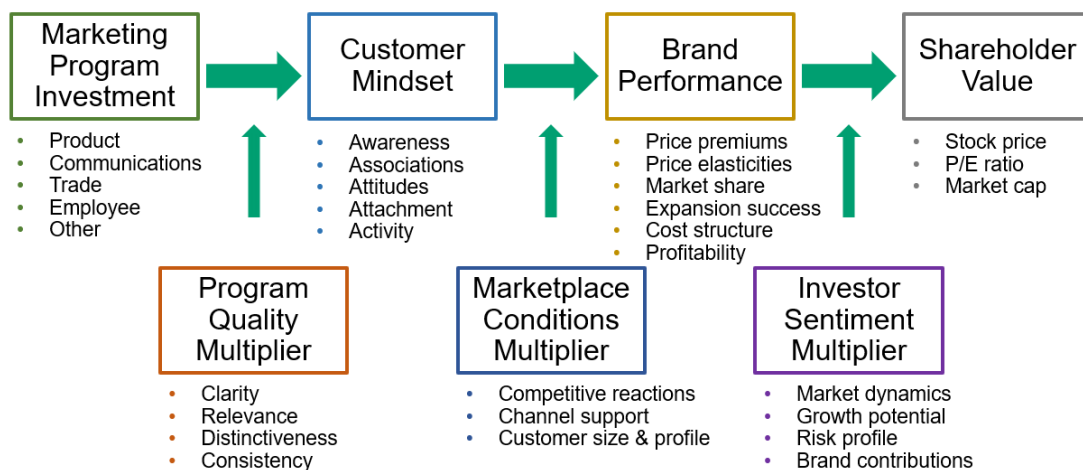 Marketing
Program
Investment
• Product
• Communications
• Trade
• Employee
• Other
Customer
Mindset
• Awareness
• Associations
• Attitudes
• Attachment
• Activity
Brand
Performance
• Price premiums
• Price elasticities
• Market share
• Expansion success
• Cost structure
• Profitability
Shareholder
Value
• Stock price
• P/E ratio
• Market cap
Program
Quality
Multiplier
• Clarity
• Relevance
• Distinctiveness
• Consistency
Marketplace
Conditions
Multiplier
• Competitive reactions
• Channel support
• Customer size & profile
Investor
Sentiment
Multiplier
• Market dynamics
• Growth potential
• Risk profile
• Brand contributions